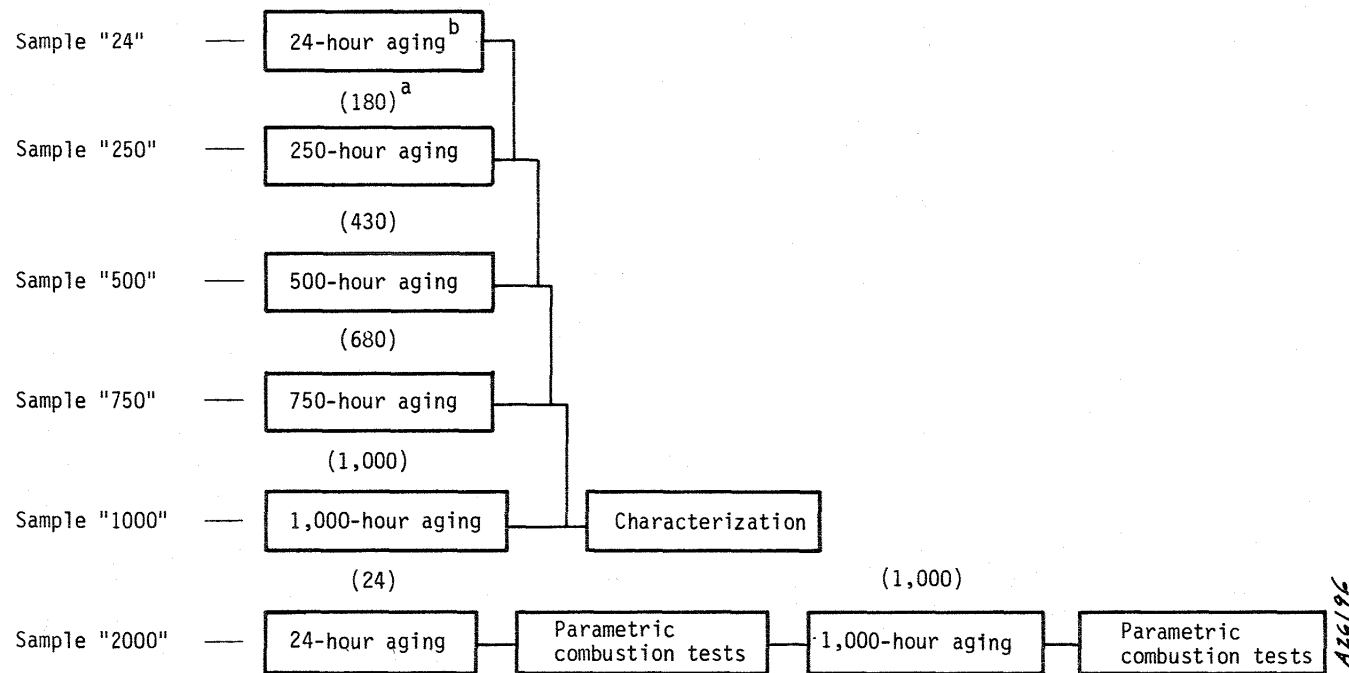 Sample "24" — 24-hour aging b
(180) a
Sample "250" — 250-hour aging
(430)
Sample "500" — 500-hour aging
(680)
Sample "750" — 750-hour aging
(1,000)
Sample "1000" — 1,000-hour aging Characterization
(24) (1,000)
Sample "2000" — 24-hour aging Parametric combustion tests 1,000-hour aging Parametric combustion tests
A26196